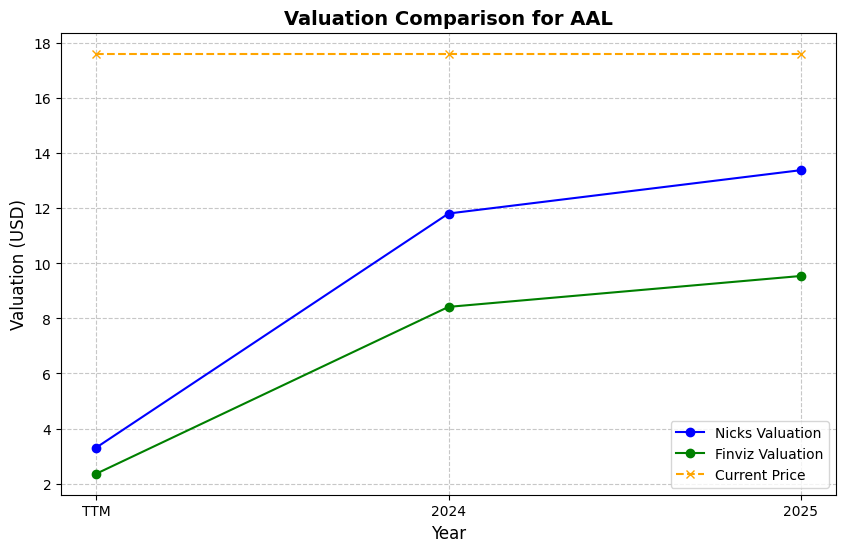 Valuation Comparison for AAL
Valuation (USD)
18
16
14
12
10
8
6
4
2
TTM
2024
2025
Year
Nicks Valuation
Finviz Valuation
Current Price